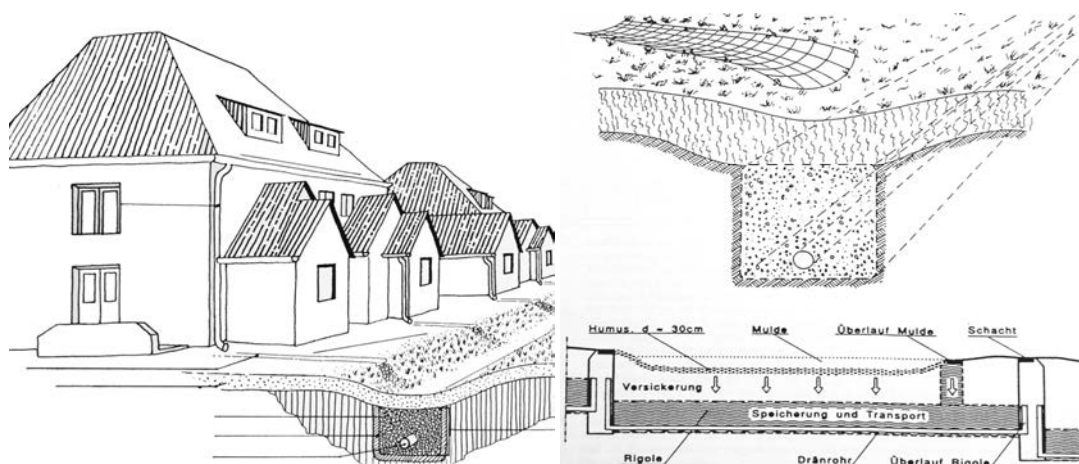 Humus, d ~ 30cm Mulde Überlauf Mulde Schacht
Versickerung
Speicherung und Transport
Rigole Dränrohr Überlauf Rigole